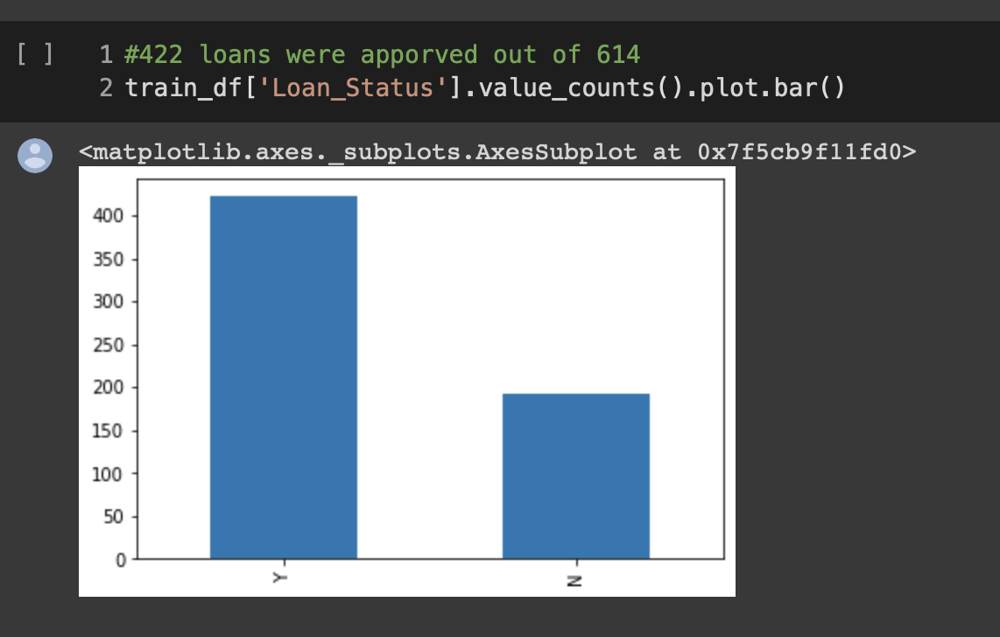 [ ] 1 #422 loans were apporved out of 614
2 train_df['Loan_Status'].value_counts().plot.bar()
<matplotlib.axes._subplots.AxesSubplot at 0x7f5cb9f11fd0>
400
350
300
250
200
150
100
50
0
Y
N